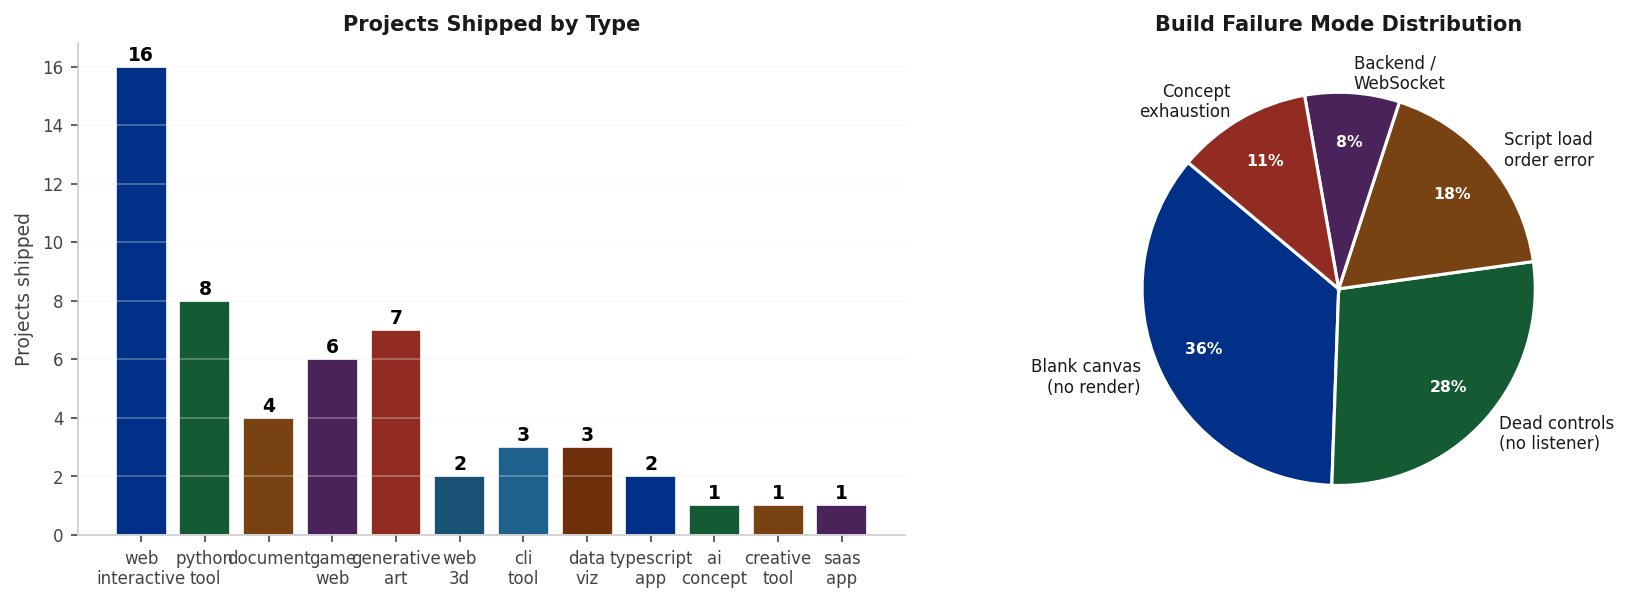 Projects Shipped by Type
Projects shipped
16
14
12
10
8
6
4
2
0
16
8
4
6
7
2
3
3
2
1
1
1
web
interactive
python
tool
document
game
web
generative
art
web
3d
cli
tool
data
viz
typescript
app
ai
concept
creative
tool
saas
app
Build Failure Mode Distribution
Backend /
WebSocket
Concept
exhaustion
Script load
order error
Blank canvas
(no render)
Dead controls
(no listener)
8%
11%
18%
36%
28%